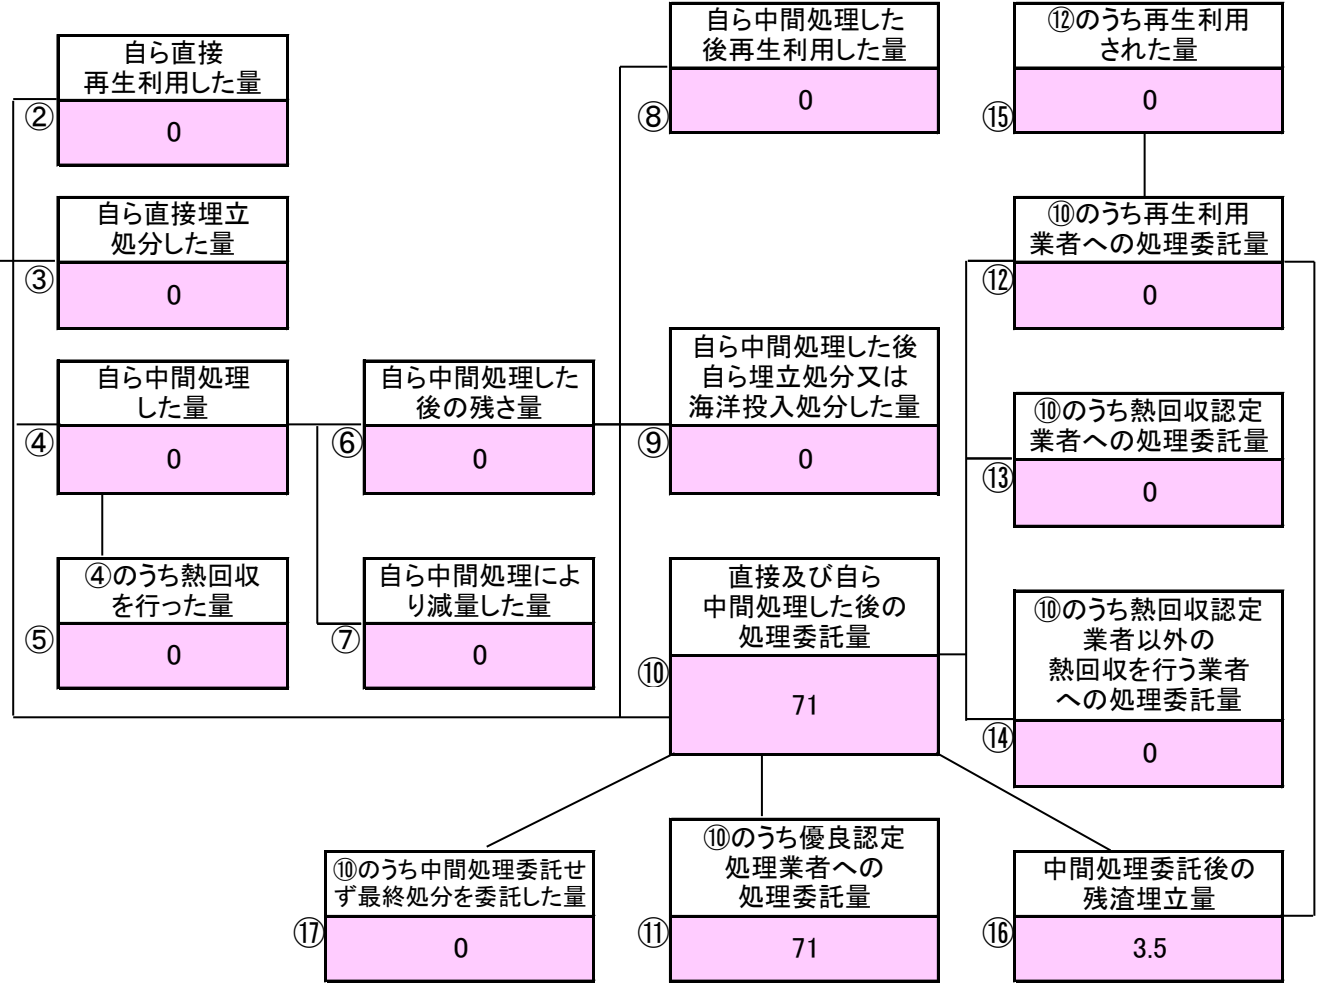 自ら直接
再生利用した量
②
0
自ら直接埋立
処分した量
③
0
自ら中間処理
した量
④
0
④のうち熱回収
を行った量
⑤
0
自ら中間処理した
後の残さ量
⑥
0
自ら中間処理によ
り減量した量
⑦
0
自ら中間処理した
後再生利用した量
⑧
0
自ら中間処理した後
自ら埋立処分又は
海洋投入処分した量
⑨
0
直接及び自ら
中間処理した後の
処理委託量
⑩
71
⑩のうち優良認定
処理業者への
処理委託量
⑪
71
⑫のうち再生利用
された量
⑮
0
⑩のうち再生利用
業者への処理委託量
⑫
0
⑩のうち熱回収認定
業者への処理委託量
⑬
0
⑩のうち熱回収認定
業者以外の
熱回収を行う業者
への処理委託量
⑭
0
中間処理委託後の
残渣埋立量
⑯
3.5
⑩のうち中間処理委託せ
ず最終処分を委託した量
⑰
0